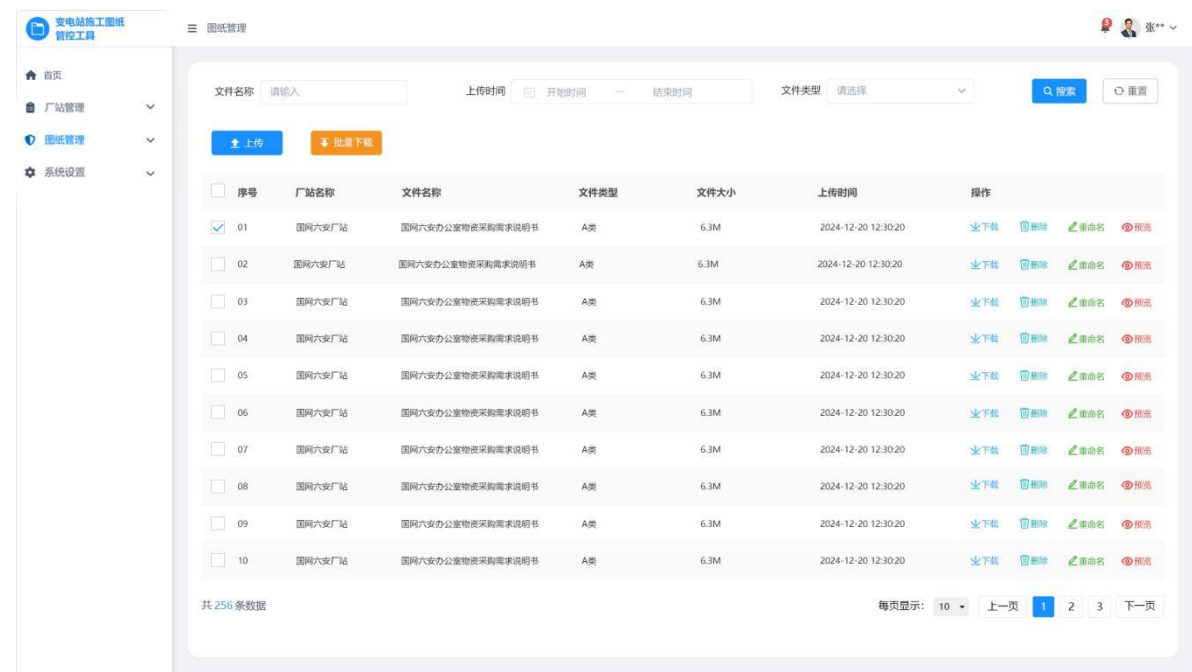 变电站施工图纸
管控工具
图纸管理
3
张**
首页
厂站管理
图纸管理
系统设置
文件名称 请输入 上传时间 开始时间 — 结束时间 文件类型 请选择 搜索 重置
上传 批量下载
序号 厂站名称 文件名称 文件类型 文件大小 上传时间 操作
01 国网六安厂站 国网六安办公室物资采购需求说明书 A类 6.3M 2024-12-20 12:30:20 下载 删除 重命名 预览
02 国网六安厂站 国网六安办公室物资采购需求说明书 A类 6.3M 2024-12-20 12:30:20 下载 删除 重命名 预览
03 国网六安厂站 国网六安办公室物资采购需求说明书 A类 6.3M 2024-12-20 12:30:20 下载 删除 重命名 预览
04 国网六安厂站 国网六安办公室物资采购需求说明书 A类 6.3M 2024-12-20 12:30:20 下载 删除 重命名 预览
05 国网六安厂站 国网六安办公室物资采购需求说明书 A类 6.3M 2024-12-20 12:30:20 下载 删除 重命名 预览
06 国网六安厂站 国网六安办公室物资采购需求说明书 A类 6.3M 2024-12-20 12:30:20 下载 删除 重命名 预览
07 国网六安厂站 国网六安办公室物资采购需求说明书 A类 6.3M 2024-12-20 12:30:20 下载 删除 重命名 预览
08 国网六安厂站 国网六安办公室物资采购需求说明书 A类 6.3M 2024-12-20 12:30:20 下载 删除 重命名 预览
09 国网六安厂站 国网六安办公室物资采购需求说明书 A类 6.3M 2024-12-20 12:30:20 下载 删除 重命名 预览
10 国网六安厂站 国网六安办公室物资采购需求说明书 A类 6.3M 2024-12-20 12:30:20 下载 删除 重命名 预览
共 256 条数据 每页显示: 10 上一页 1 2 3 下一页